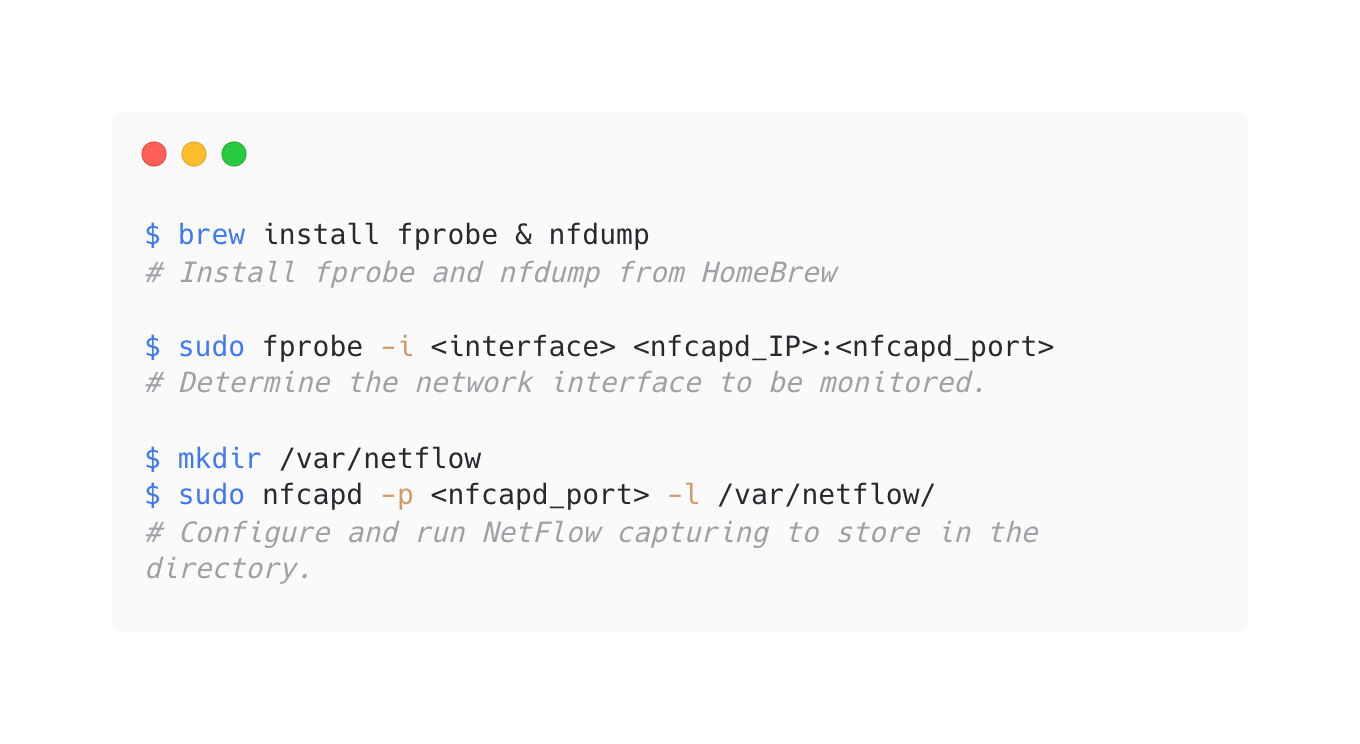 $ brew install fprobe & nfdump
# Install fprobe and nfdump from HomeBrew
$ sudo fprobe -i <interface> <nfcapd_IP>:<nfcapd_port>
# Determine the network interface to be monitored.
$ mkdir /var/netflow
$ sudo nfcapd -p <nfcapd_port> -l /var/netflow/
# Configure and run NetFlow capturing to store in the
directory.